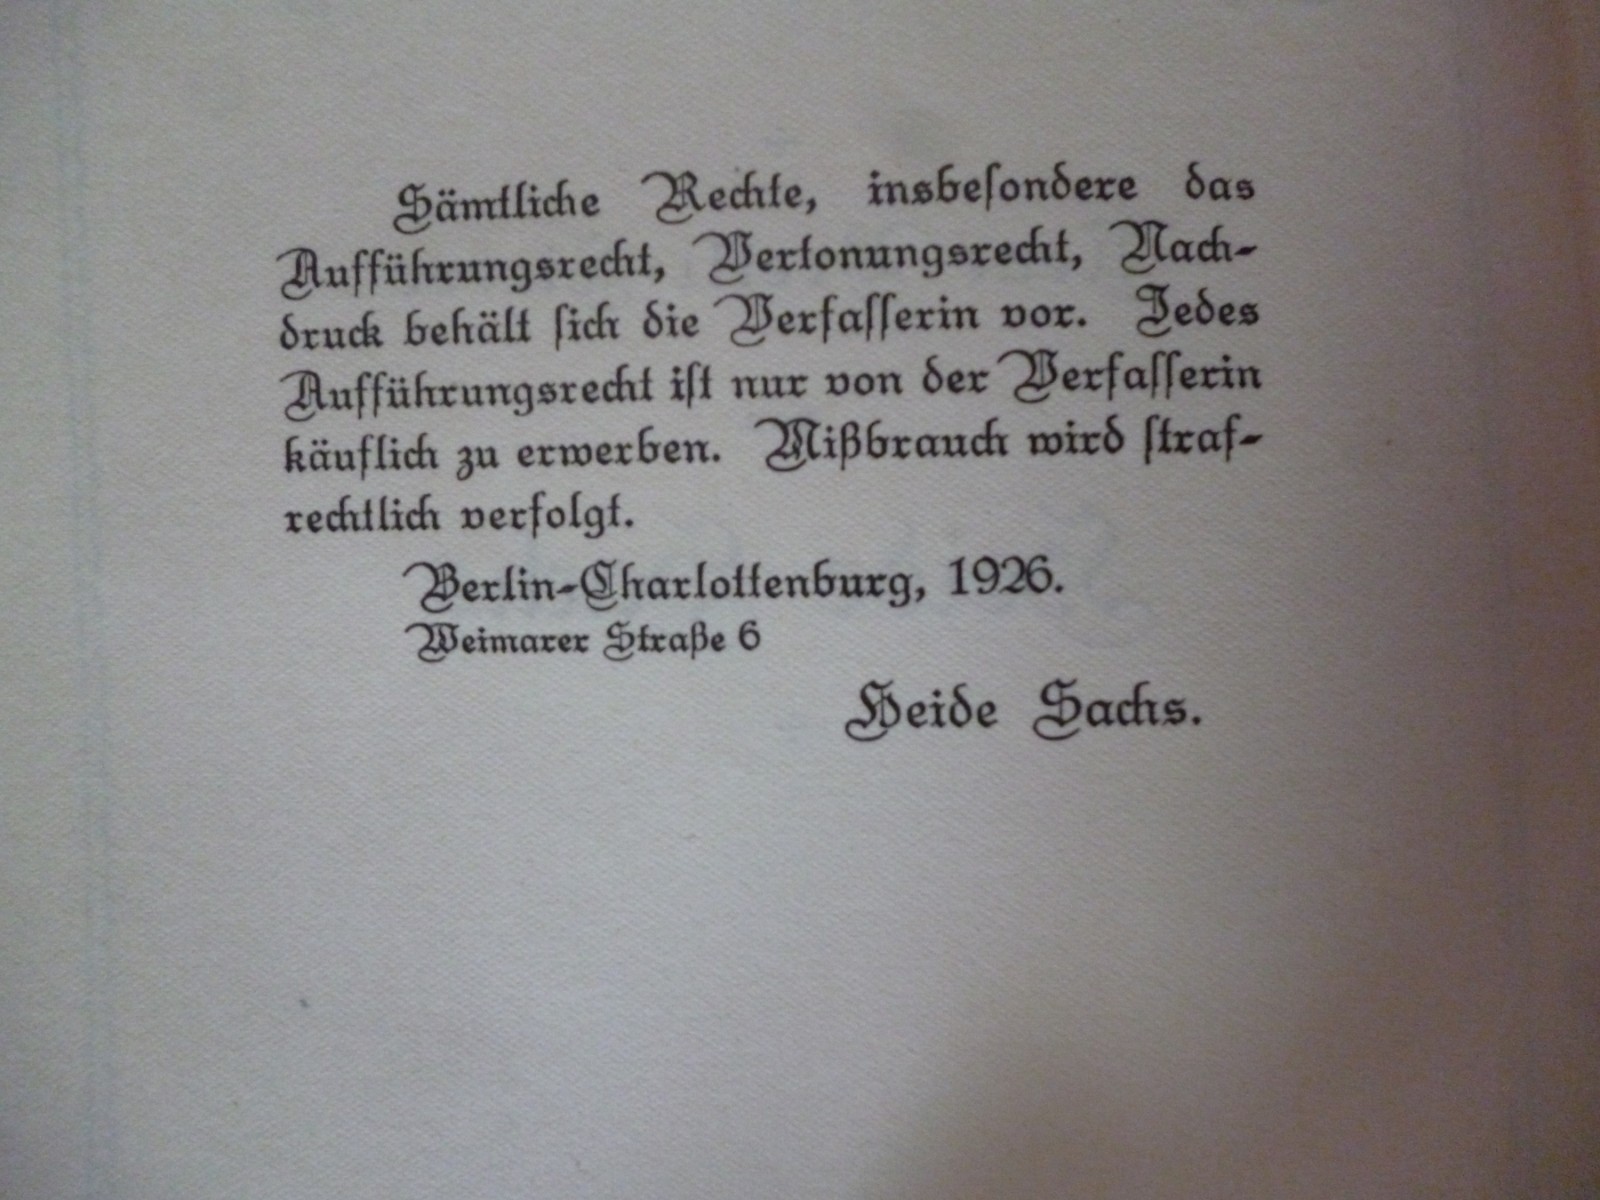 Sämtliche Rechte, insbeſondere das
Aufführungsrecht, Vertonungsrecht, Nach-
druck behält ſich die Verfaſſerin vor. Jedes
Aufführungsrecht iſt nur von der Verfaſſerin
käuflich zu erwerben. Mißbrauch wird ſtraf-
rechtlich verfolgt.
Berlin-Charlottenburg, 1926.
Weimarer Straße 6
Heide Sachs.